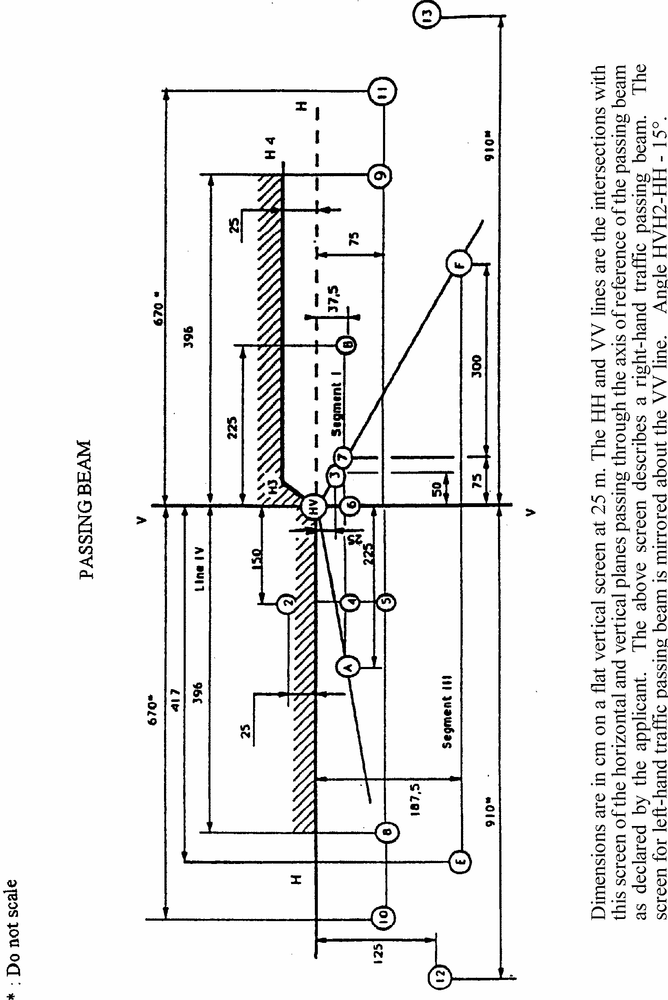 * : Do not scale
PASSING BEAM
V
670*
670 *
417
396
Line IV
396
225
25
25
150
H 4
H3
2
H
H
HV
3
Segment I
37,5
7
A
4
6
B
25
75
225
125
10
8
5
9
11
187,5
13
50
12
Segment III
E
F
75
300
910*
910*
V
Dimensions are in cm on a flat vertical screen at 25 m. The HH and VV lines are the intersections with
this screen of the horizontal and vertical planes passing through the axis of reference of the passing beam
as declared by the applicant. The above screen describes a right-hand traffic passing beam. The
screen for left-hand traffic passing beam is mirrored about the VV line. Angle HVH2-HH - 15°.